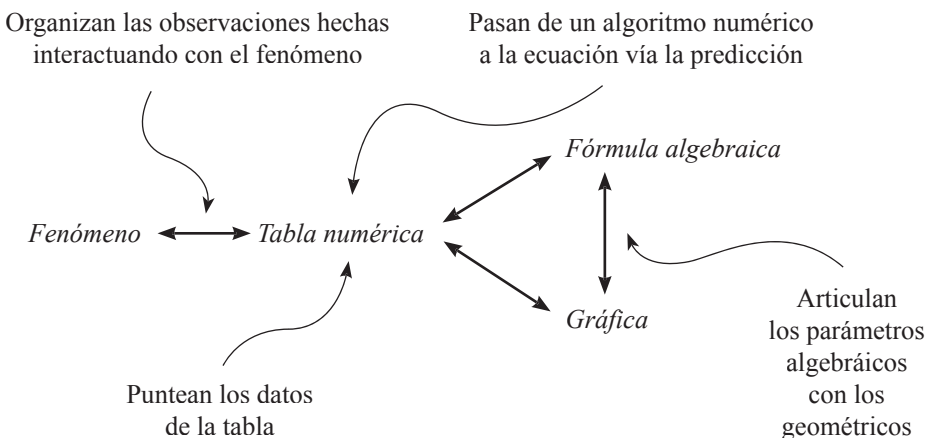 Organizan las observaciones hechas
interactuando con el fenómeno
Pasan de un algoritmo numérico
a la ecuación vía la predicción
Fórmula algebraica
Fenómeno
Tabla numérica
Gráfica
Articulan
los parámetros
algebráicos
con los
geométricos
Puntean los datos
de la tabla